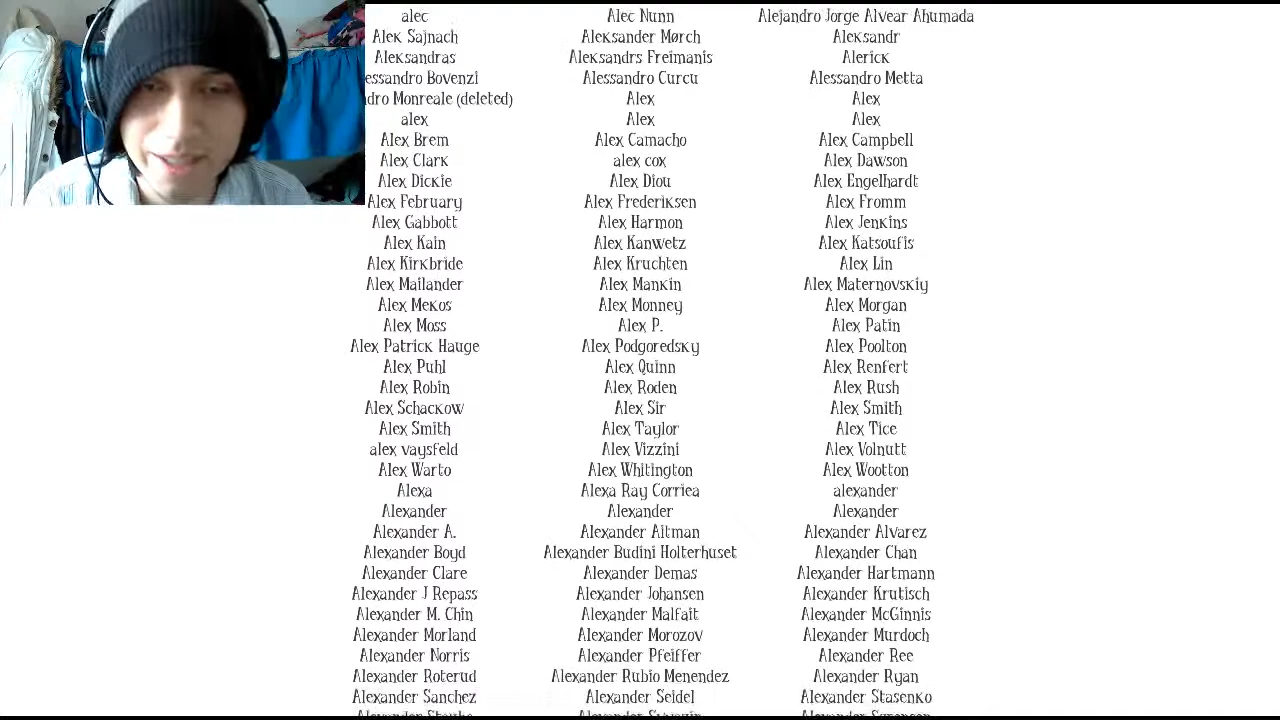 alec Alec Nunn Alejandro Jorge Alvear Ahumada
Alek Sajnach Aleksander Mørch Aleksandr
Aleksandras Aleksandrs Freimanis Alerick
essandro Bovenzi Alessandro Curcu Alessandro Metta
dro Monreale (deleted) Alex Alex
alex Alex Alex
Alex Brem Alex Camacho Alex Campbell
Alex Clark alex cox Alex Dawson
Alex Dickie Alex Diou Alex Engelhardt
Alex February Alex Frederiksen Alex Fromm
Alex Gabbott Alex Harmon Alex Jenkins
Alex Kain Alex Kanwetz Alex Katsoufis
Alex Kirkbride Alex Kruchten Alex Lin
Alex Mailander Alex Mankin Alex Maternovskiy
Alex Mekos Alex Monney Alex Morgan
Alex Moss Alex P. Alex Patin
Alex Patrick Hauge Alex Podgoredsky Alex Poolton
Alex Puhl Alex Quinn Alex Renfert
Alex Robin Alex Roden Alex Rush
Alex Schackow Alex Sir Alex Smith
Alex Smith Alex Taylor Alex Tice
alex vaysfeld Alex Vizzini Alex Volnutt
Alex Warto Alex Whitington Alex Wootton
Alexa Alexa Ray Corriea alexander
Alexander Alexander Alexander
Alexander A. Alexander Aitman Alexander Alvarez
Alexander Boyd Alexander Budini Holterhuset Alexander Chan
Alexander Clare Alexander Demas Alexander Hartmann
Alexander J Repass Alexander Johansen Alexander Krutisch
Alexander M. Chin Alexander Malfait Alexander McGinnis
Alexander Morland Alexander Morozov Alexander Murdoch
Alexander Norris Alexander Pfeiffer Alexander Ree
Alexander Roterud Alexander Rubio Menendez Alexander Ryan
Alexander Sanchez Alexander Seidel Alexander Stasenko